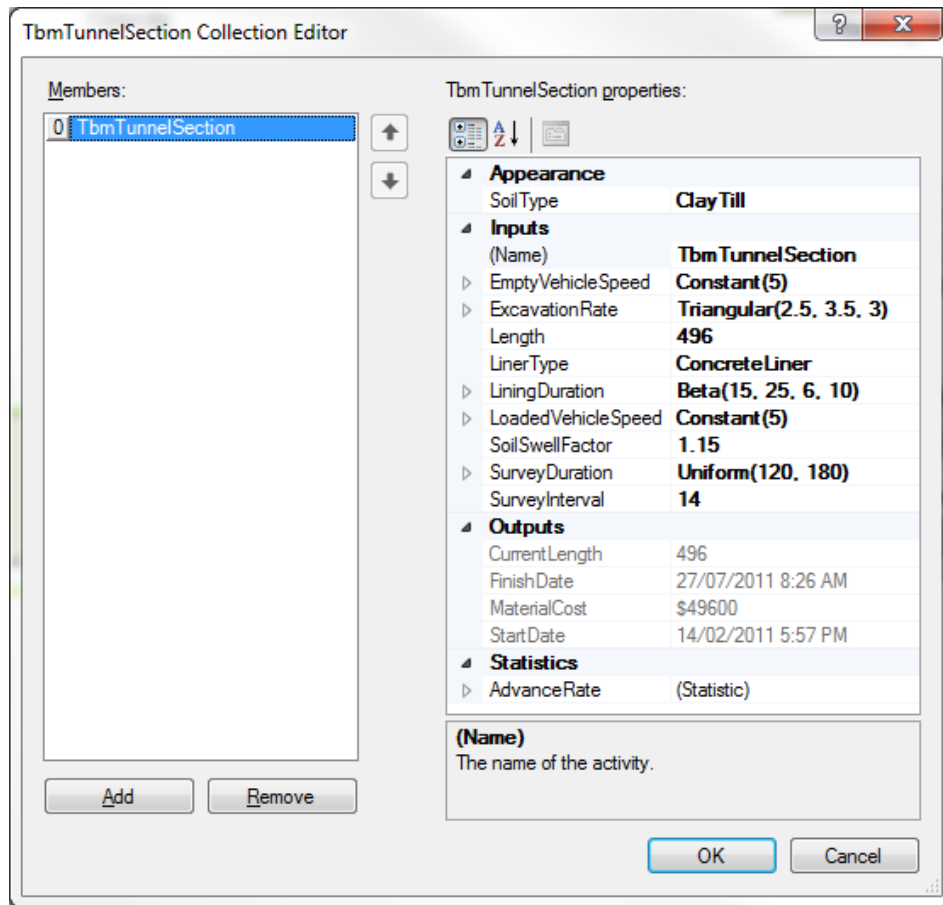 TbmTunnelSection Collection Editor
Members:
TbmTunnelSection properties:
0 TbmTunnelSection
Appearance
SoilType ClayTill
Inputs
(Name) TbmTunnelSection
EmptyVehicleSpeed Constant(5)
ExcavationRate Triangular(2.5, 3.5, 3)
Length 496
LinerType ConcreteLiner
LiningDuration Beta(15, 25, 6, 10)
LoadedVehicleSpeed Constant(5)
SoilSwellFactor 1.15
SurveyDuration Uniform(120, 180)
SurveyInterval 14
Outputs
CurrentLength 496
FinishDate 27/07/2011 8:26 AM
MaterialCost $49600
StartDate 14/02/2011 5:57 PM
Statistics
AdvanceRate (Statistic)
(Name)
The name of the activity.
Add Remove
OK Cancel